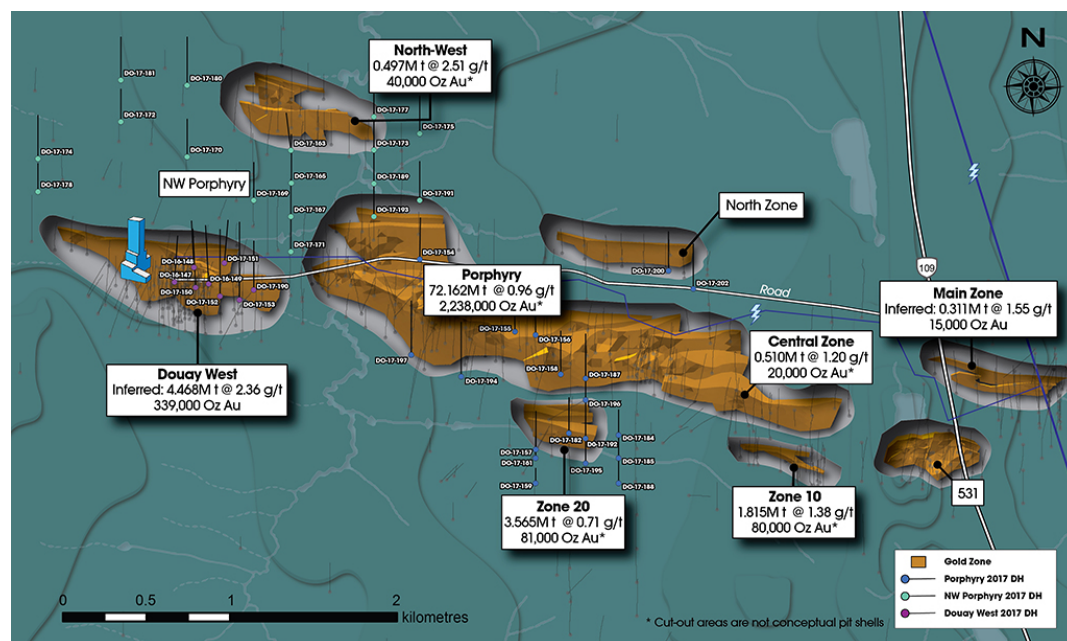 North-West
0.497M t @ 2.51 g/t
40,000 Oz Au*
N
DO-17-181
DO-17-180
DO-17-177
DO-17-172
DO-17-175
DO-17-163
DO-17-173
DO-17-174
DO-17-170
DO-17-165
DO-17-189
NW Porphyry
DO-17-178
DO-17-169
DO-17-191
DO-17-167
DO-17-193
North Zone
DO-17-171
DO-17-154
DO-16-148
DO-17-151
109
DO-16-147
DO-16-149
DO-17-200
DO-17-190
DO-17-150
DO-17-202
Road
DO-17-152
DO-17-153
Porphyry
72.162M t @ 0.96 g/t
2,238,000 Oz Au*
Main Zone
Inferred: 0.311M t @ 1.55 g/t
15,000 Oz Au
DO-17-155
DO-17-156
Central Zone
0.510M t @ 1.20 g/t
20,000 Oz Au*
DO-17-197
DO-17-158
DO-17-187
DO-17-194
Douay West
Inferred: 4.468M t @ 2.36 g/t
339,000 Oz Au
DO-17-196
DO-17-182
DO-17-192
DO-17-184
DO-17-157
DO-17-161
DO-17-195
DO-17-185
DO-17-159
DO-17-188
Zone 20
3.565M t @ 0.71 g/t
81,000 Oz Au*
Zone 10
1.815M t @ 1.38 g/t
80,000 Oz Au*
531
Gold Zone
Porphyry 2017 DH
NW Porphyry 2017 DH
Douay West 2017 DH
0 0.5 1 2
kilometres
* Cut-out areas are not conceptual pit shells